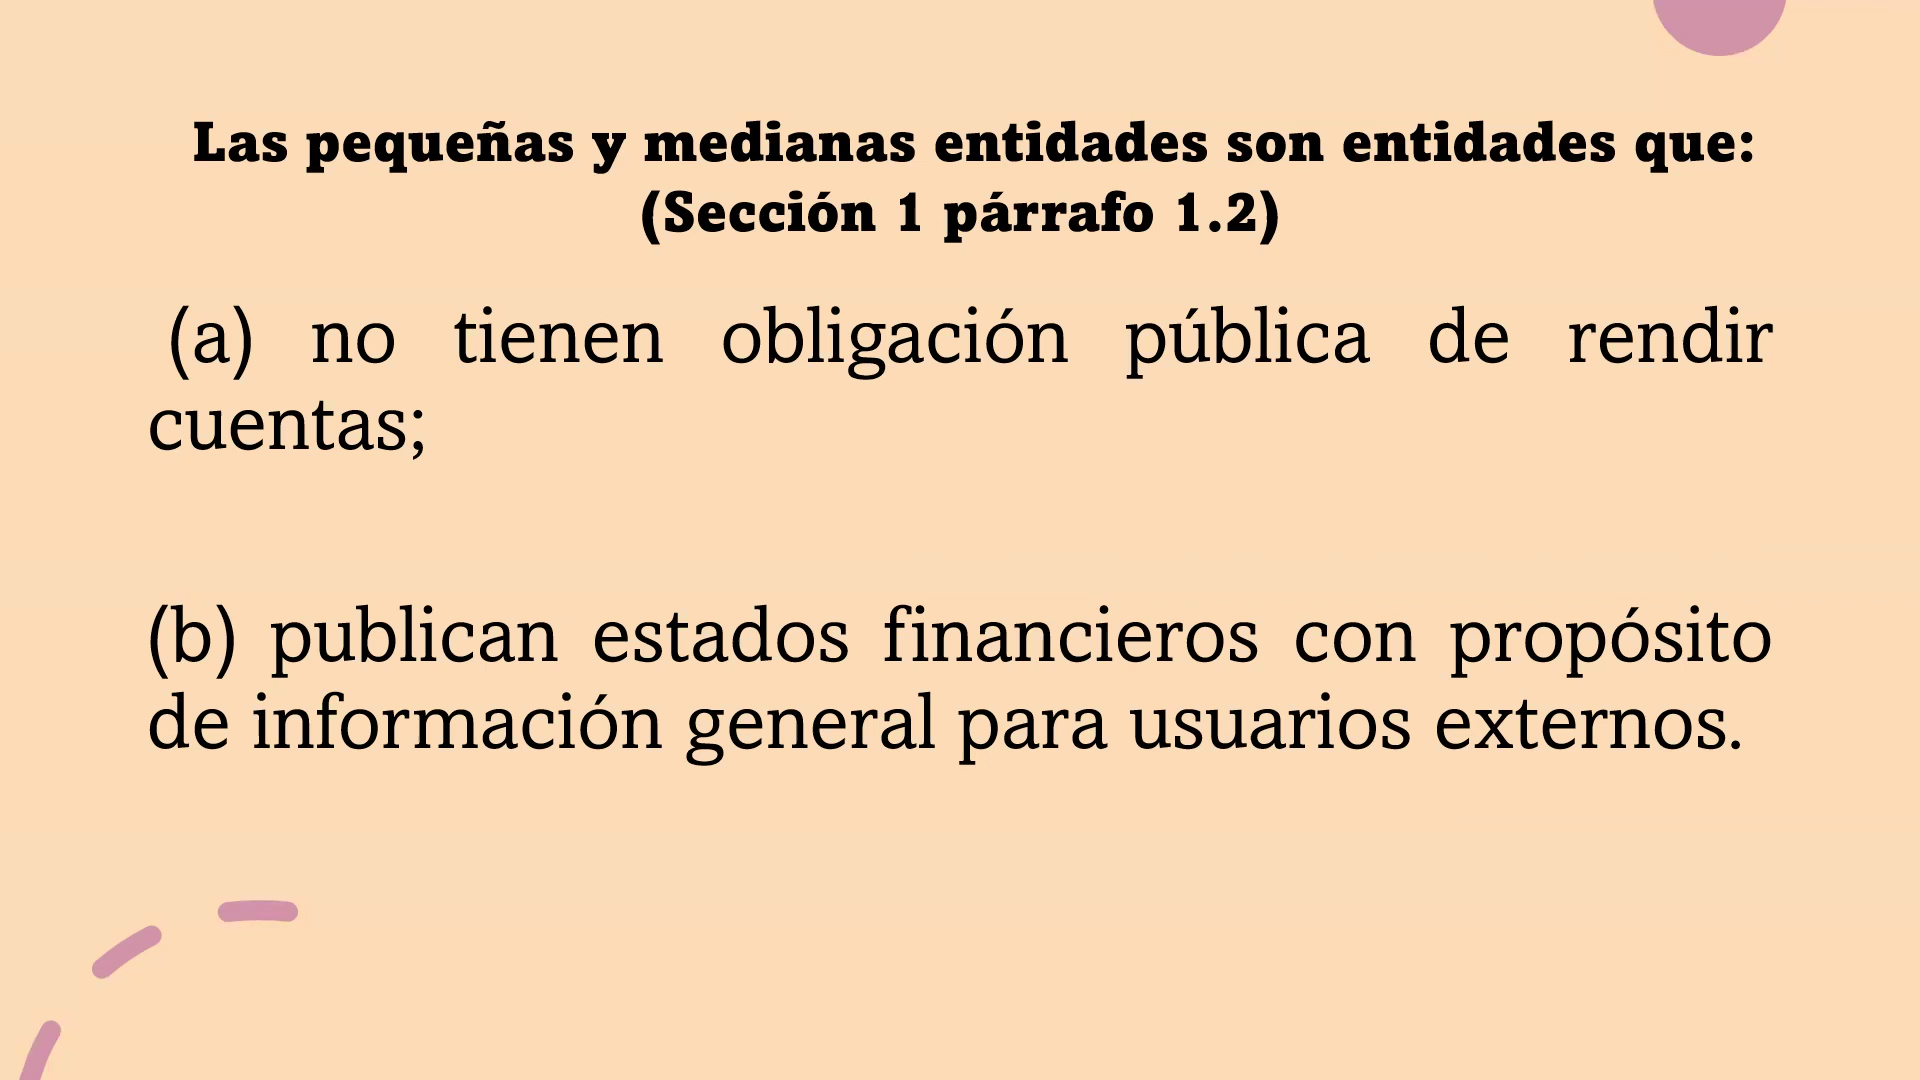 Las pequeñas y medianas entidades son entidades que:
(Sección 1 párrafo 1.2)
(a) no tienen obligación pública de rendir
cuentas;
(b) publican estados financieros con propósito
de información general para usuarios externos.